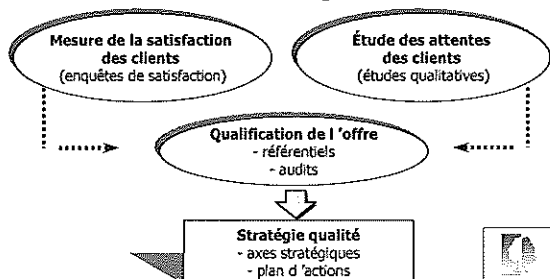 Mesure de la satisfaction
des clients
(enquêtes de satisfaction)
Étude des attentes
des clients
(études qualitatives)
Qualification de l 'offre
- référentiels
- audits
Stratégie qualité
- axes stratégiques
- plan d 'actions